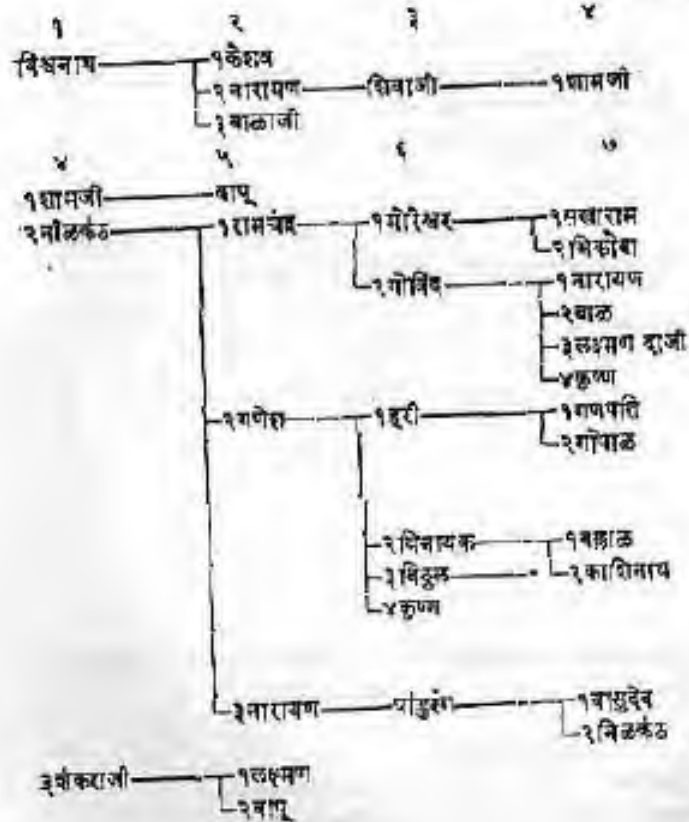 १ २ ३ ४
विश्वनाथ १केशव
२नारायण शिवाजी १शामजी
३बाळाजी
४ ५ ६ ७
१शामजी बापू
२नीळकंठ १रामचंद्र १मोरेश्वर १सखाराम
२भिकोबा
२गोविंद १नारायण
२बाळ
३लक्ष्मण दाजी
४कृष्ण
२गणेश १हरी १गणपति
२गोपाळ
२विनायक १बल्लाळ
३विठ्ठल २काशिनाथ
४कृष्ण
३नारायण पांडुरंग १वासुदेव
२निळकंठ
३शंकराजी १लक्ष्मण
२बापू